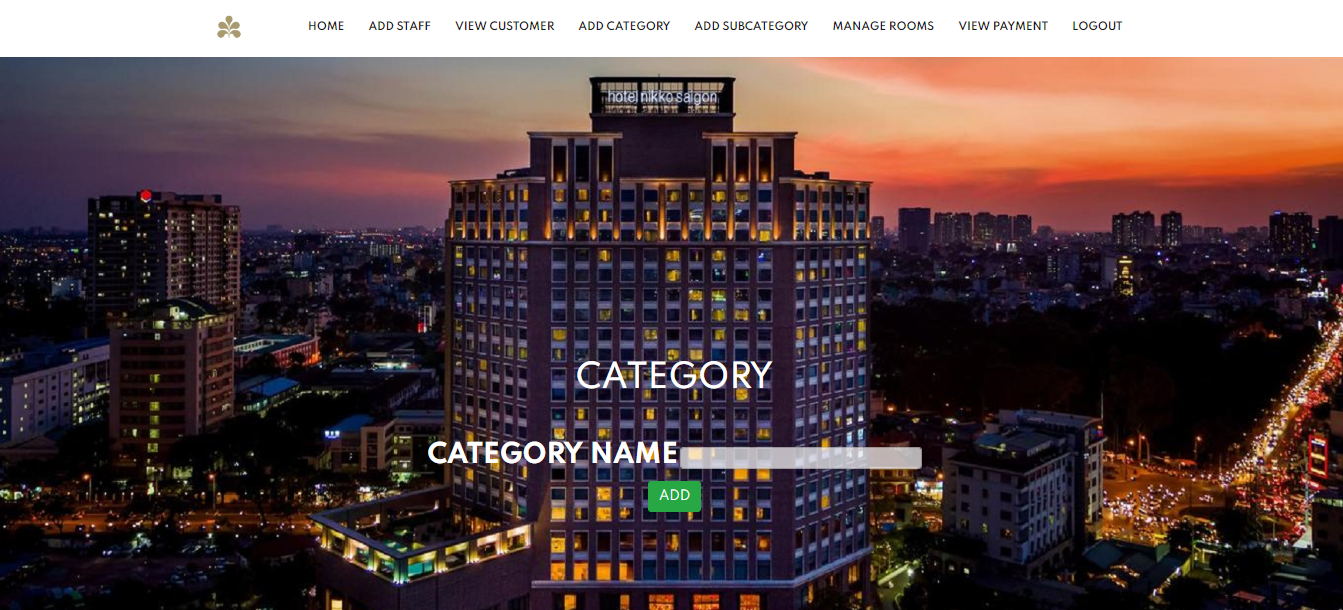 HOME ADD STAFF VIEW CUSTOMER ADD CATEGORY ADD SUBCATEGORY MANAGE ROOMS VIEW PAYMENT LOGOUT
hotel nikko saigon
CATEGORY
CATEGORY NAME
ADD